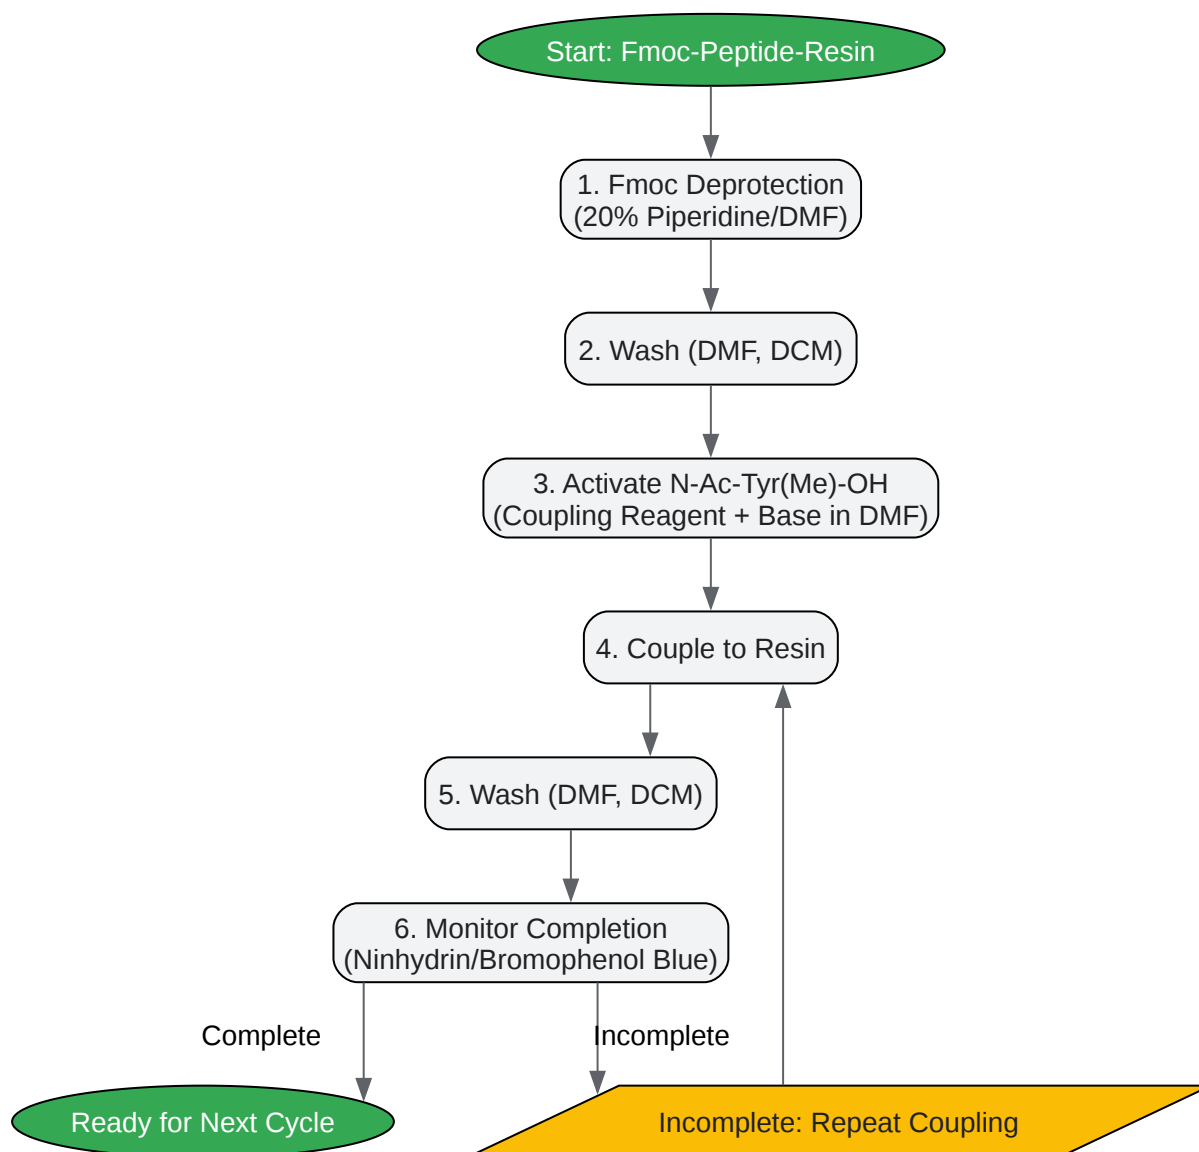 Start: Fmoc-Peptide-Resin
1. Fmoc Deprotection
(20% Piperidine/DMF)
2. Wash (DMF, DCM)
3. Activate N-Ac-Tyr(Me)-OH
(Coupling Reagent + Base in DMF)
4. Couple to Resin
5. Wash (DMF, DCM)
6. Monitor Completion
(Ninhydrin/Bromophenol Blue)
Complete
Incomplete
Ready for Next Cycle
Incomplete: Repeat Coupling